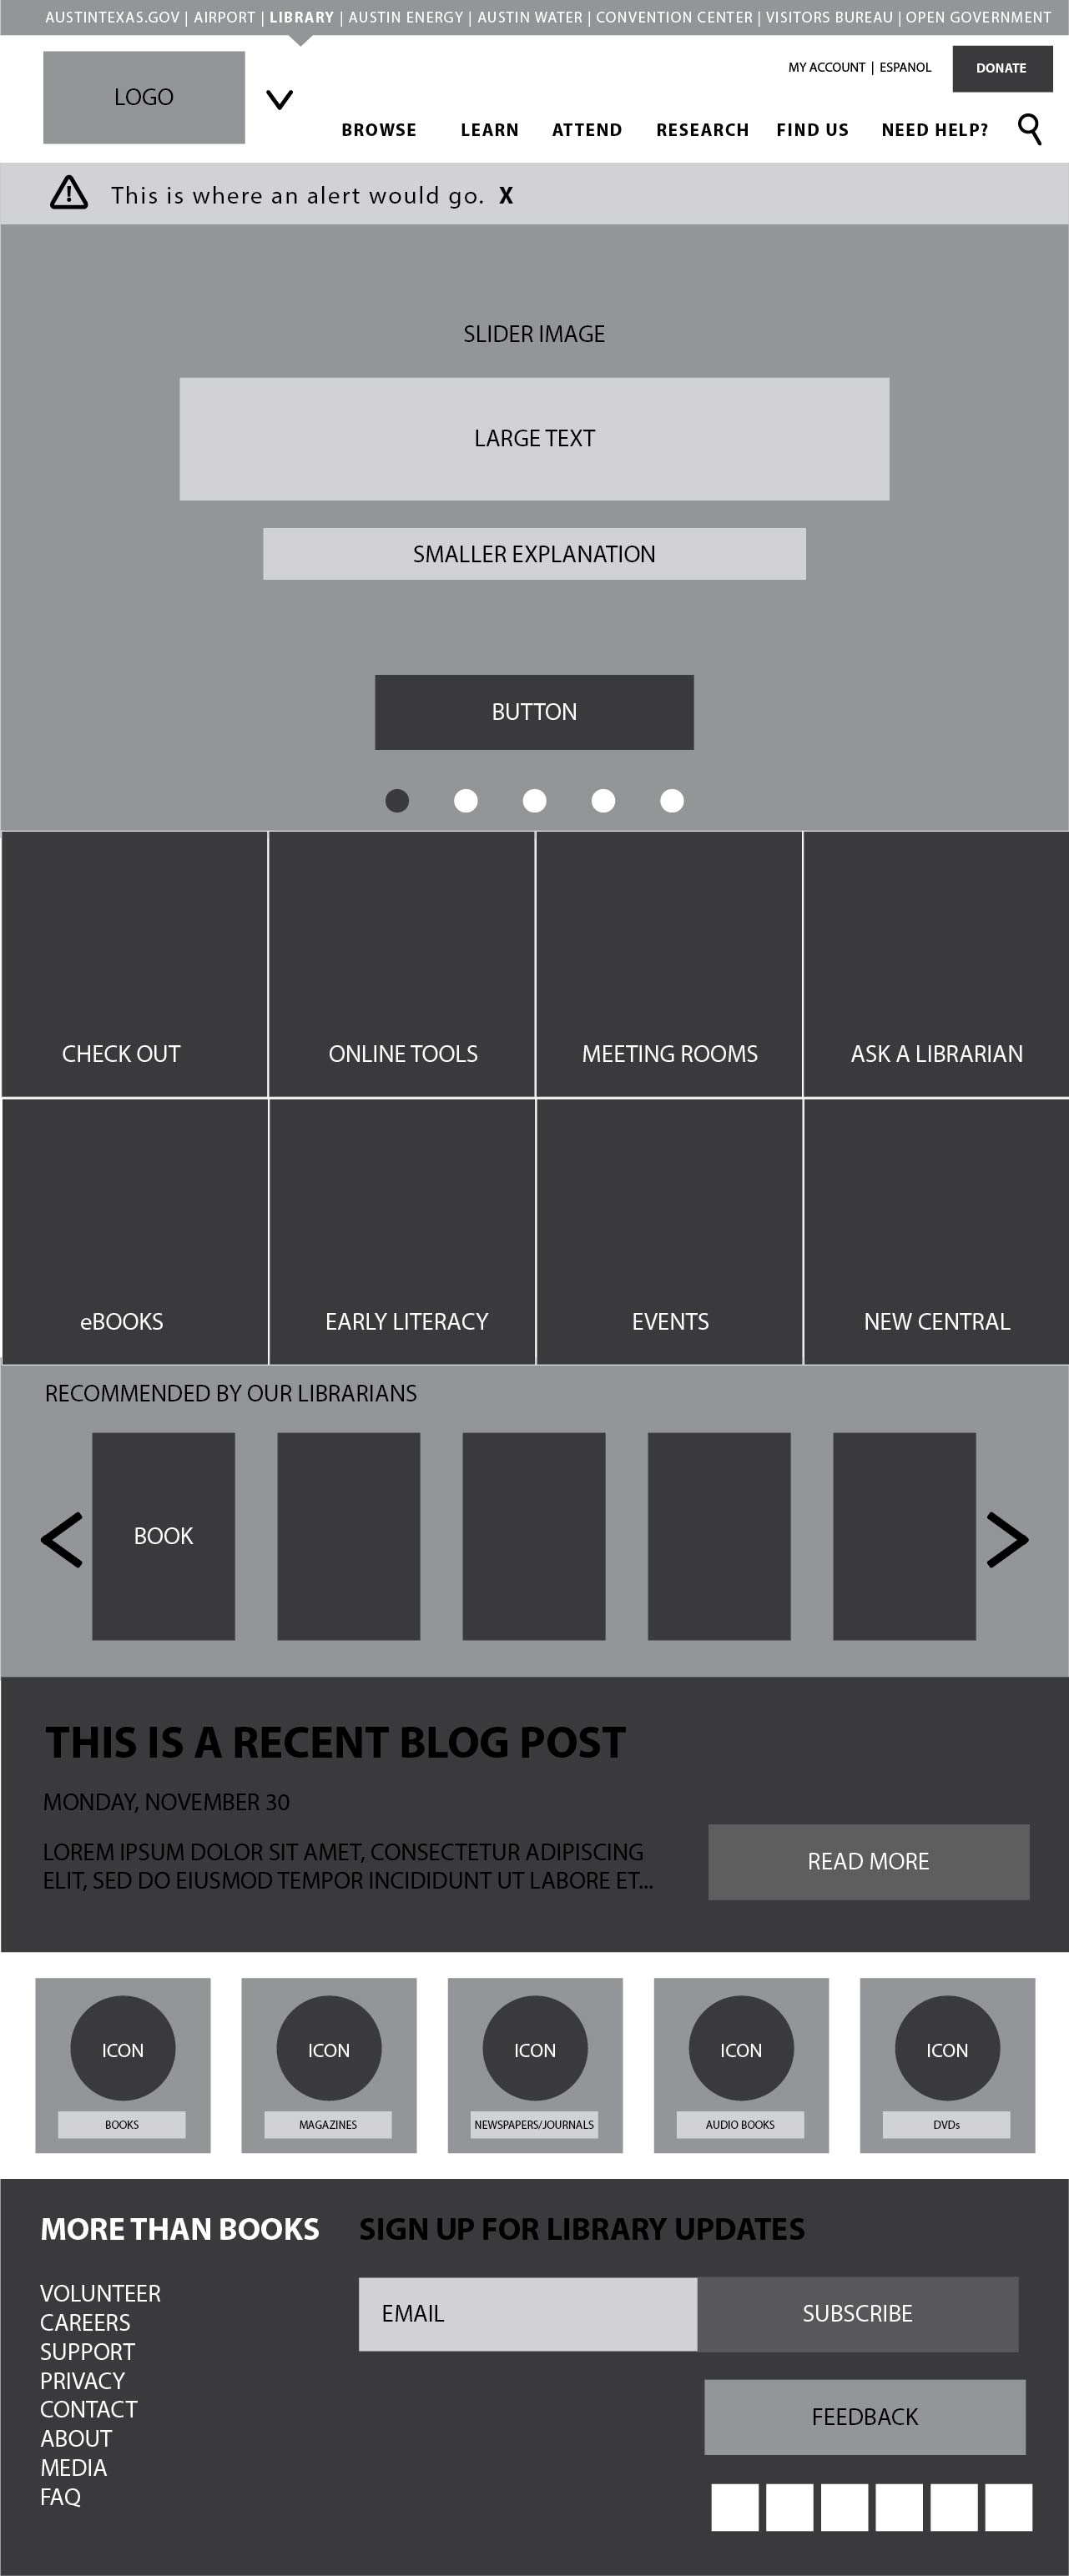 AUSTINTEXAS.GOV | AIRPORT | LIBRARY | AUSTIN ENERGY | AUSTIN WATER | CONVENTION CENTER | VISITORS BUREAU | OPEN GOVERNMENT
LOGO
MY ACCOUNT | ESPANOL
DONATE
BROWSE LEARN ATTEND RESEARCH FIND US NEED HELP?
This is where an alert would go. X
SLIDER IMAGE
LARGE TEXT
SMALLER EXPLANATION
BUTTON
CHECK OUT
ONLINE TOOLS
MEETING ROOMS
ASK A LIBRARIAN
eBOOKS
EARLY LITERACY
EVENTS
NEW CENTRAL
RECOMMENDED BY OUR LIBRARIANS
BOOK
THIS IS A RECENT BLOG POST
MONDAY, NOVEMBER 30
LOREM IPSUM DOLOR SIT AMET, CONSECTETUR ADIPISCING
ELIT, SED DO EIUSMOD TEMPOR INCIDIDUNT UT LABORE ET...
READ MORE
ICON
BOOKS
ICON
MAGAZINES
ICON
NEWSPAPERS/JOURNALS
ICON
AUDIO BOOKS
ICON
DVDs
MORE THAN BOOKS
VOLUNTEER
CAREERS
SUPPORT
PRIVACY
CONTACT
ABOUT
MEDIA
FAQ
SIGN UP FOR LIBRARY UPDATES
EMAIL
SUBSCRIBE
FEEDBACK